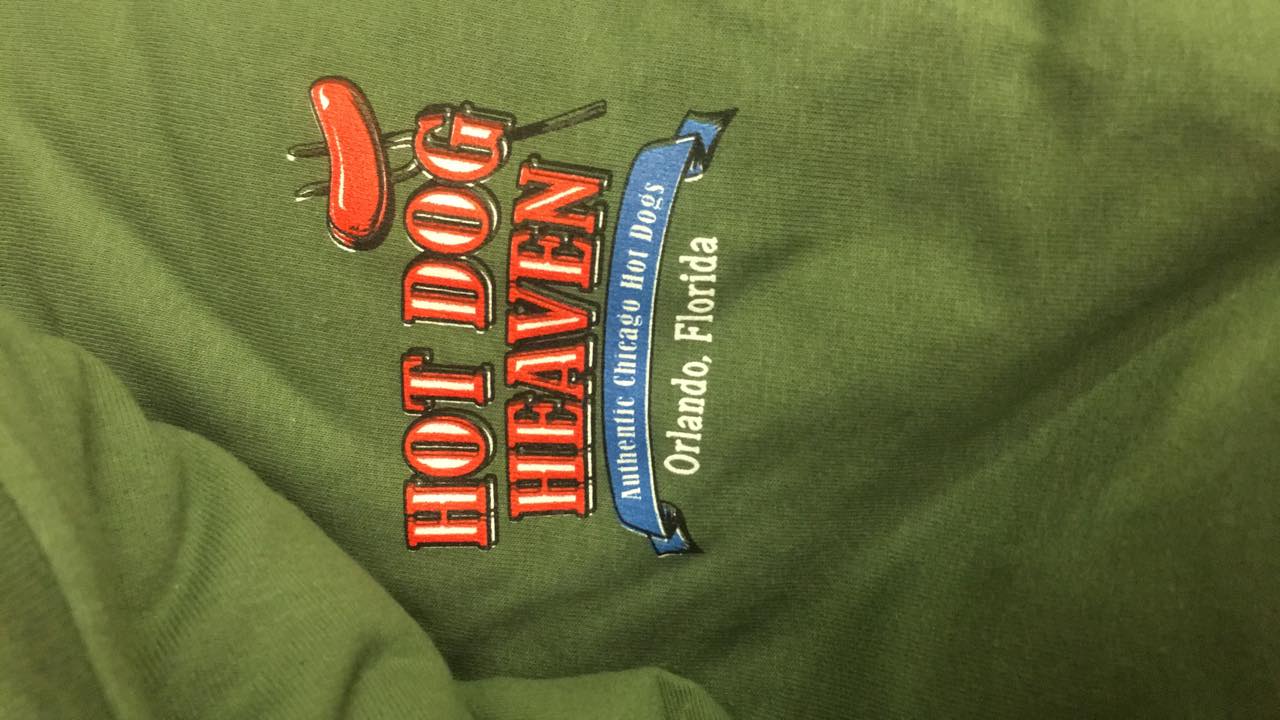 HOT DOG
HEAVEN
Authentic Chicago Hot Dogs
Orlando, Florida